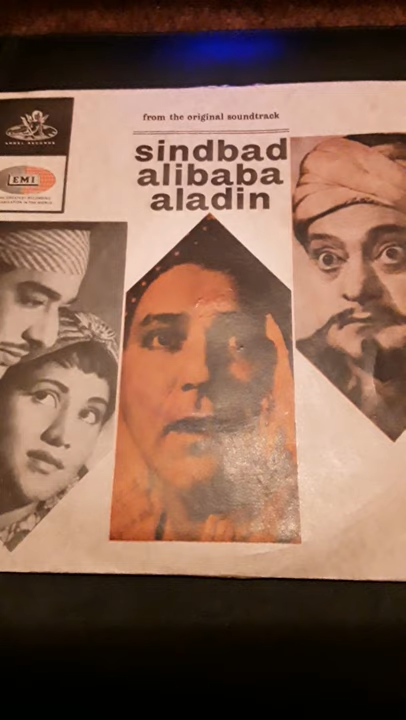 from the original soundtrack
sindbad
alibaba
aladin
ANGEL RECORDS
EMI